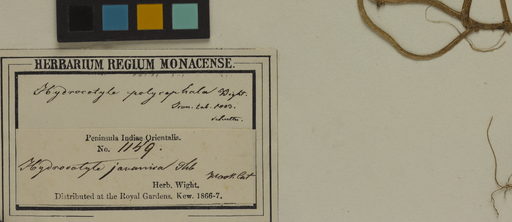 HERBARIUM REGIUM MONACENSE.
Hydrocotyle polycephala Wight.
Peninsula Indiae Orientalis.
No. 1149.
Hydrocotyle javanica Thb
Herb. Wight.
Distributed at the Royal Gardens, Kew. 1866-7.